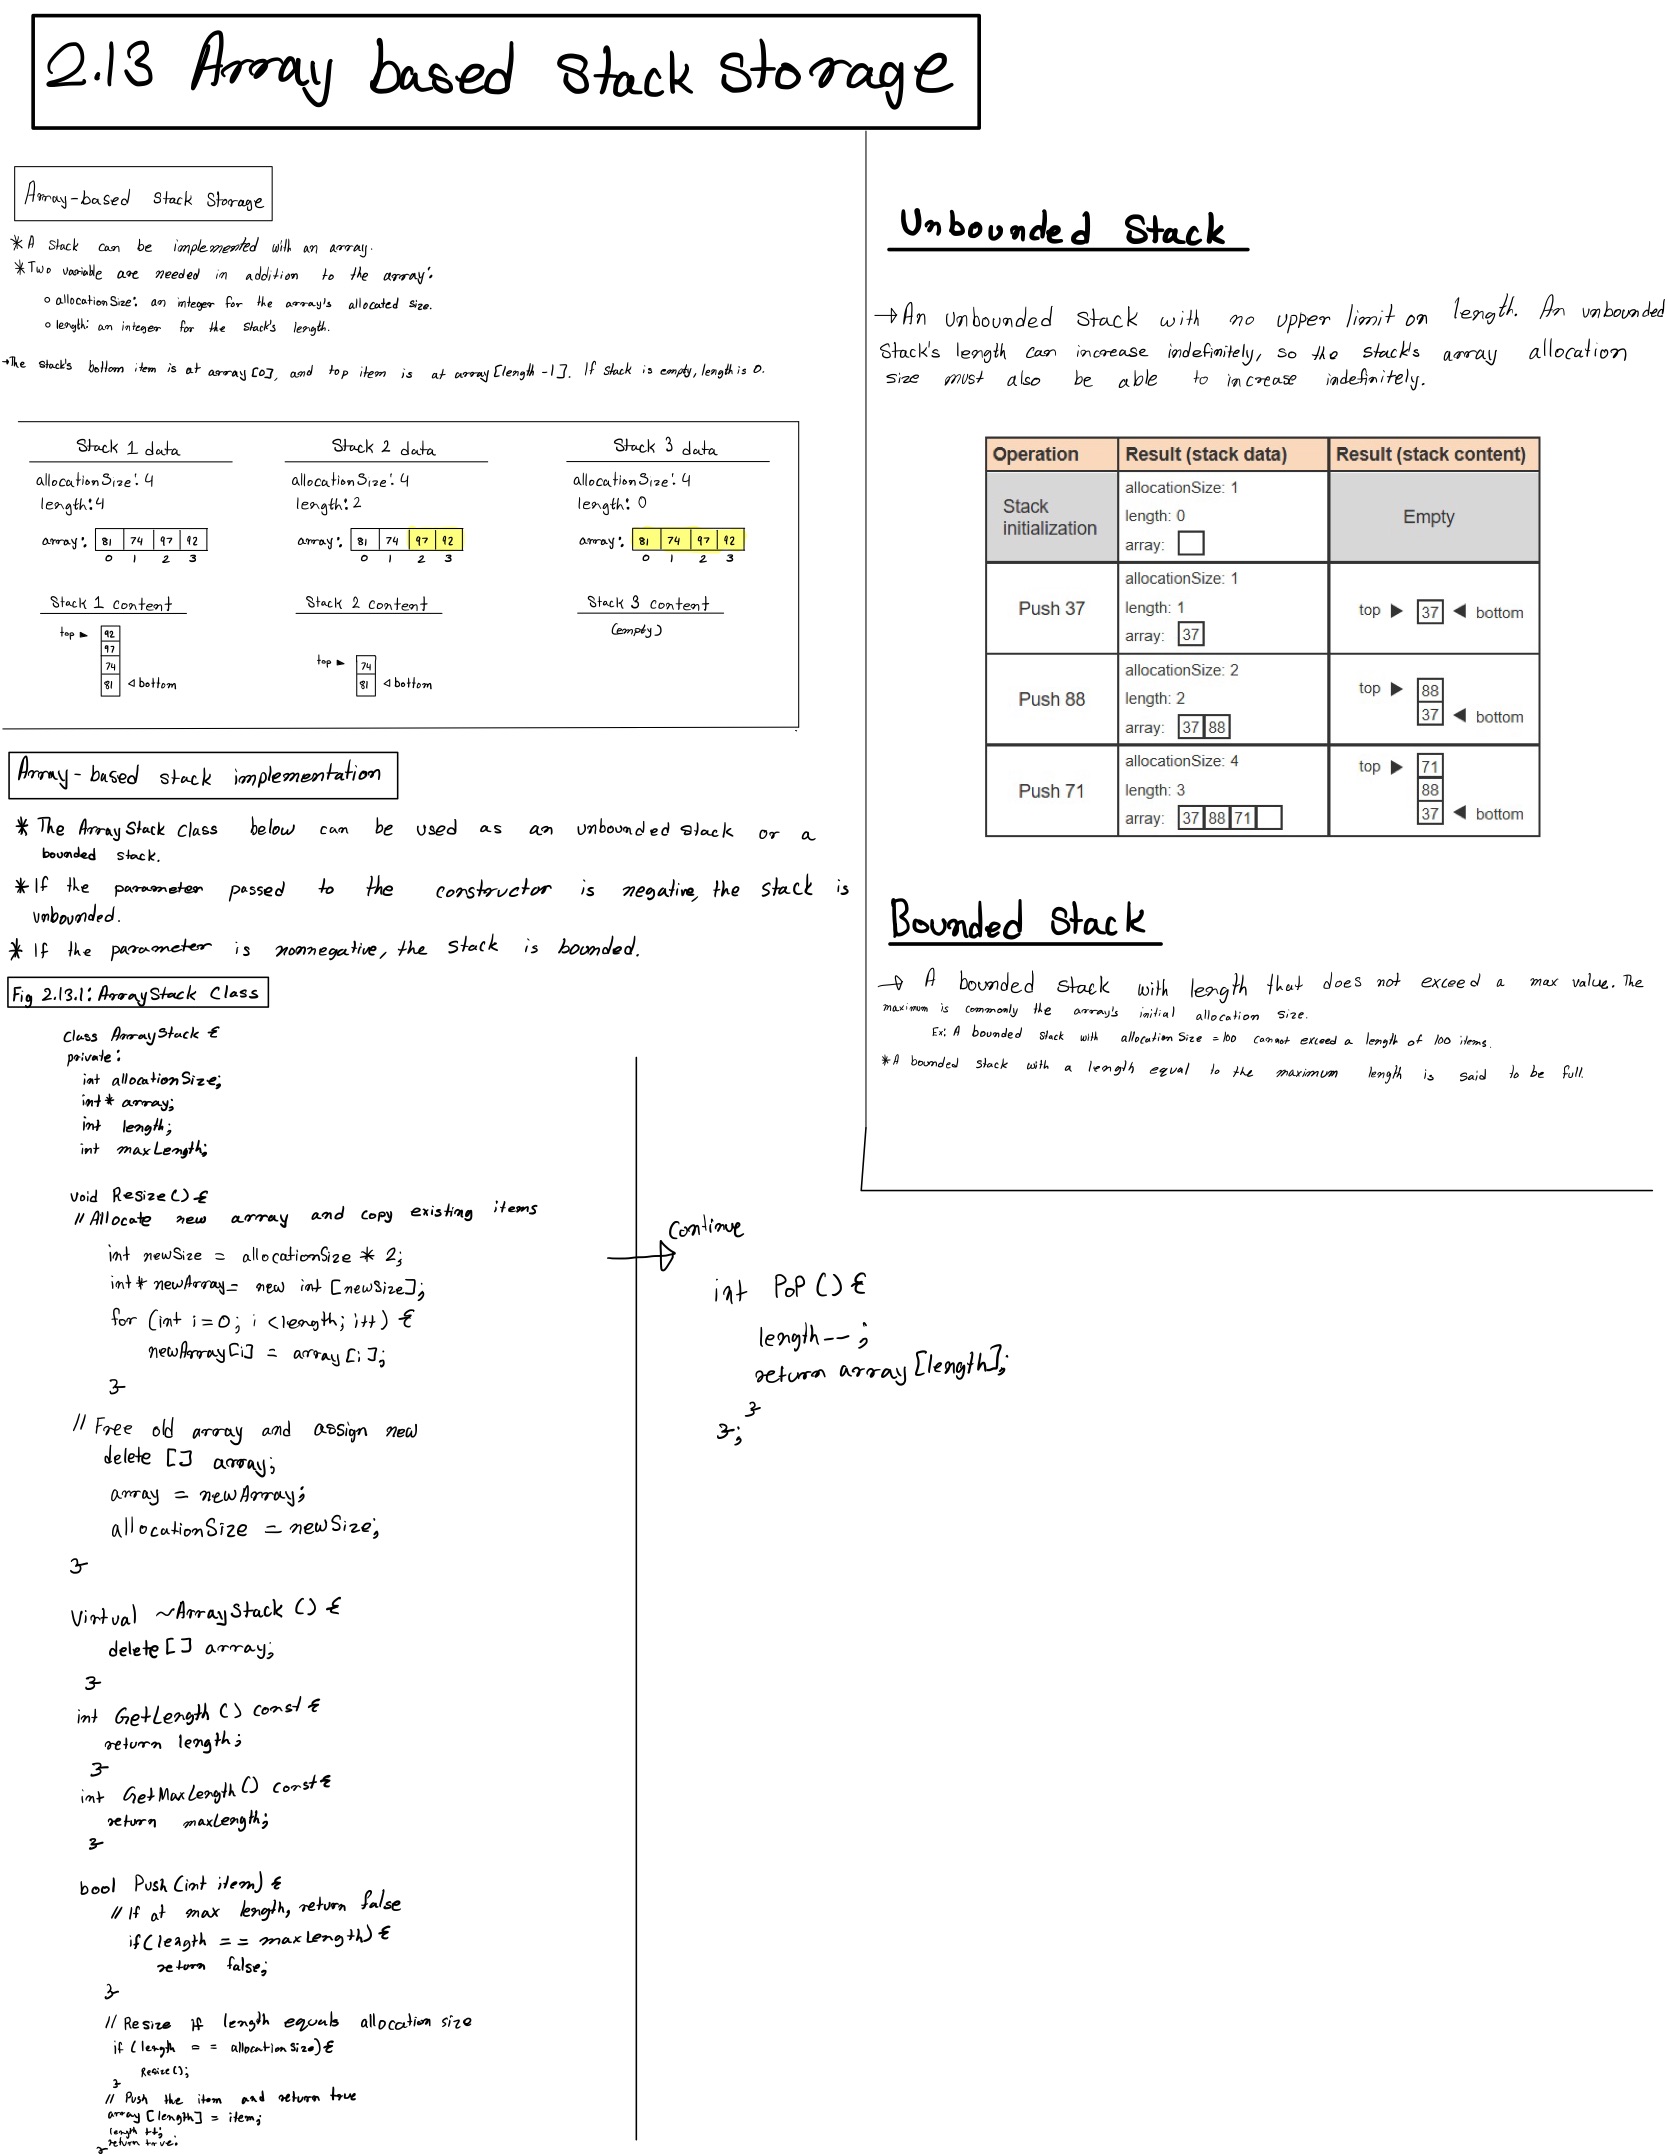 2.13 Array based Stack Storage
Array-based Stack Storage
*A Stack can be implemented with an array.
*Two variable are needed in addition to the array:
o allocationSize: an integer for the array's allocated size.
o length: an integer for the Stack's length.
→The Stack's bottom item is at array [0], and top item is at array [length -1]. If Stack is empty, length is 0.
Stack 1 data
allocationSize: 4
length: 4
array: 81 74 97 92
0 1 2 3
Stack 1 content
top ►
92
97
74
81 ◁ bottom
Stack 2 data
allocationSize: 4
length: 2
array: 81 74 97 92
0 1 2 3
Stack 2 content
top ► 74
81 ◁ bottom
Stack 3 data
allocationSize: 4
length: 0
array: 81 74 97 92
0 1 2 3
Stack 3 content
(empty)
Array-based stack implementation
* The ArrayStack Class below can be used as an unbounded stack or a
bounded stack.
* If the parameter passed to the constructor is negative, the stack is
unbounded.
* If the parameter is nonnegative, the stack is bounded.
Fig 2.13.1: ArrayStack Class
Class ArrayStack {
private:
int allocationSize;
int* array;
int length;
int maxLength;
void Resize() {
// Allocate new array and copy existing items
int newSize = allocationSize * 2;
int* newArray = new int [newSize];
for (int i=0; i <length; i++) {
newArray[i] = array [i];
}
// Free old array and assign new
delete [] array;
array = newArray;
allocationSize = newSize;
}
Virtual ~ArrayStack () {
delete [] array;
}
int GetLength () const {
return length;
}
int GetMaxLength () const {
return maxLength;
}
bool Push (int item) {
// If at max length, return false
if (length == maxLength) {
return false;
}
// Resize if length equals allocation size
if (length == allocationSize) {
Resize();
}
// Push the item and return true
array [length] = item;
length ++;
return true;
}
Continue
int PoP () {
length--;
return array [length];
}
};
Unbounded Stack
→An unbounded Stack with no upper limit on length. An unbounded
Stack's length can increase indefinitely, so the stack's array allocation
size must also be able to increase indefinitely.
Operation Result (stack data) Result (stack content)
Stack initialization
allocationSize: 1
length: 0
array:
Empty
Push 37
allocationSize: 1
length: 1
array: 37
top ► 37 ◄ bottom
Push 88
allocationSize: 2
length: 2
array: 37 88
top ► 88
37 ◄ bottom
Push 71
allocationSize: 4
length: 3
array: 37 88 71
top ► 71
88
37 ◄ bottom
Bounded Stack
→ A bounded stack with length that does not exceed a max value. The
maximum is commonly the array's initial allocation size.
Ex: A bounded Stack with allocation Size = 100 cannot exceed a length of 100 items.
*A bounded Stack with a length equal to the maximum length is said to be full.